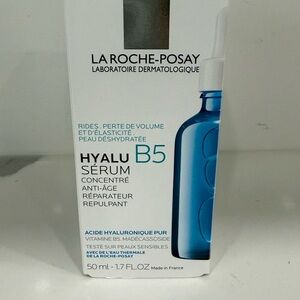 LA ROCHE-POSAY
LABORATOIRE DERMATOLOGIQUE
RIDES . PERTE DE VOLUME
ET D'ÉLASTICITÉ .
PEAU DÉSHYDRATÉE
HYALU B5
SÉRUM
CONCENTRÉ
ANTI-ÂGE
RÉPARATEUR
REPULPANT
ACIDE HYALURONIQUE PUR
VITAMINE B5. MADÉCASSOSIDE
TESTÉ SUR PEAUX SENSIBLES
AVEC DE L'EAU THERMALE
DE LA ROCHE-POSAY
50 ml - 1.7 FL.OZ Made in France